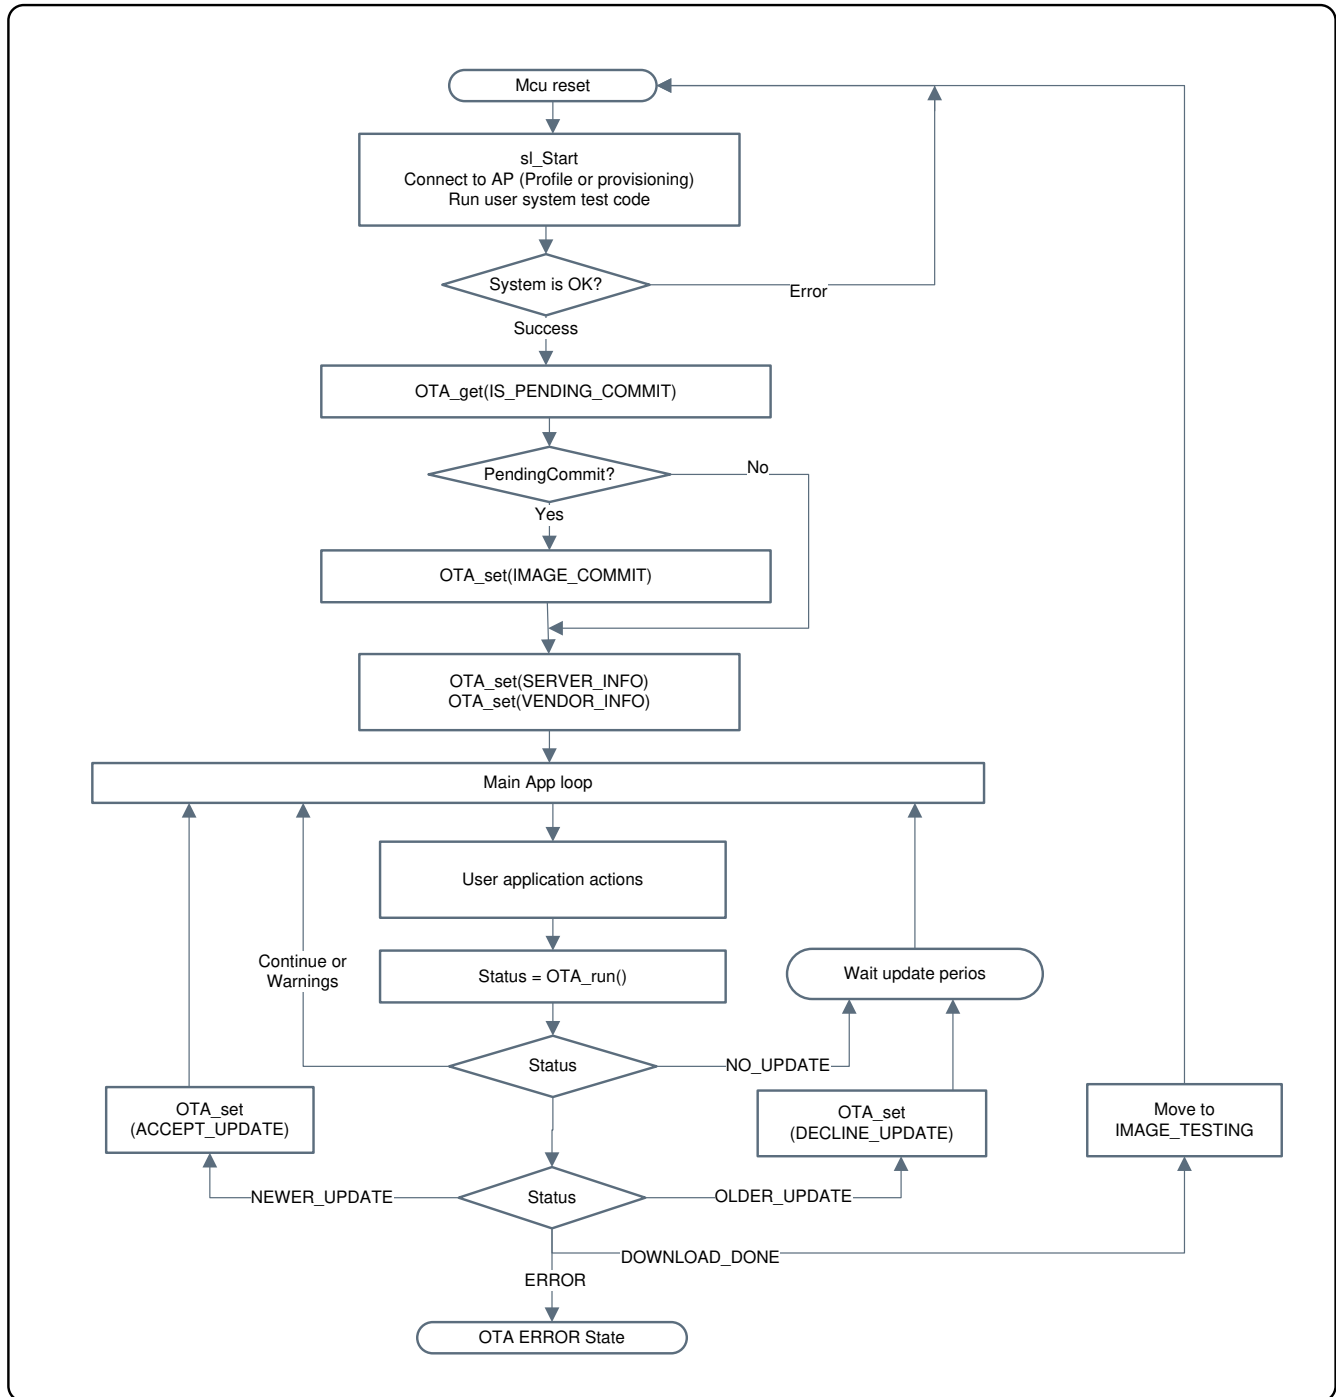 Mcu reset
sl_Start
Connect to AP (Profile or provisioning)
Run user system test code
System is OK?
Error
Success
OTA_get(IS_PENDING_COMMIT)
PendingCommit?
No
Yes
OTA_set(IMAGE_COMMIT)
OTA_set(SERVER_INFO)
OTA_set(VENDOR_INFO)
Main App loop
User application actions
Continue or
Warnings
Status = OTA_run()
Wait update perios
Status
NO_UPDATE
OTA_set
(ACCEPT_UPDATE)
OTA_set
(DECLINE_UPDATE)
Move to
IMAGE_TESTING
NEWER_UPDATE
Status
OLDER_UPDATE
DOWNLOAD_DONE
ERROR
OTA ERROR State